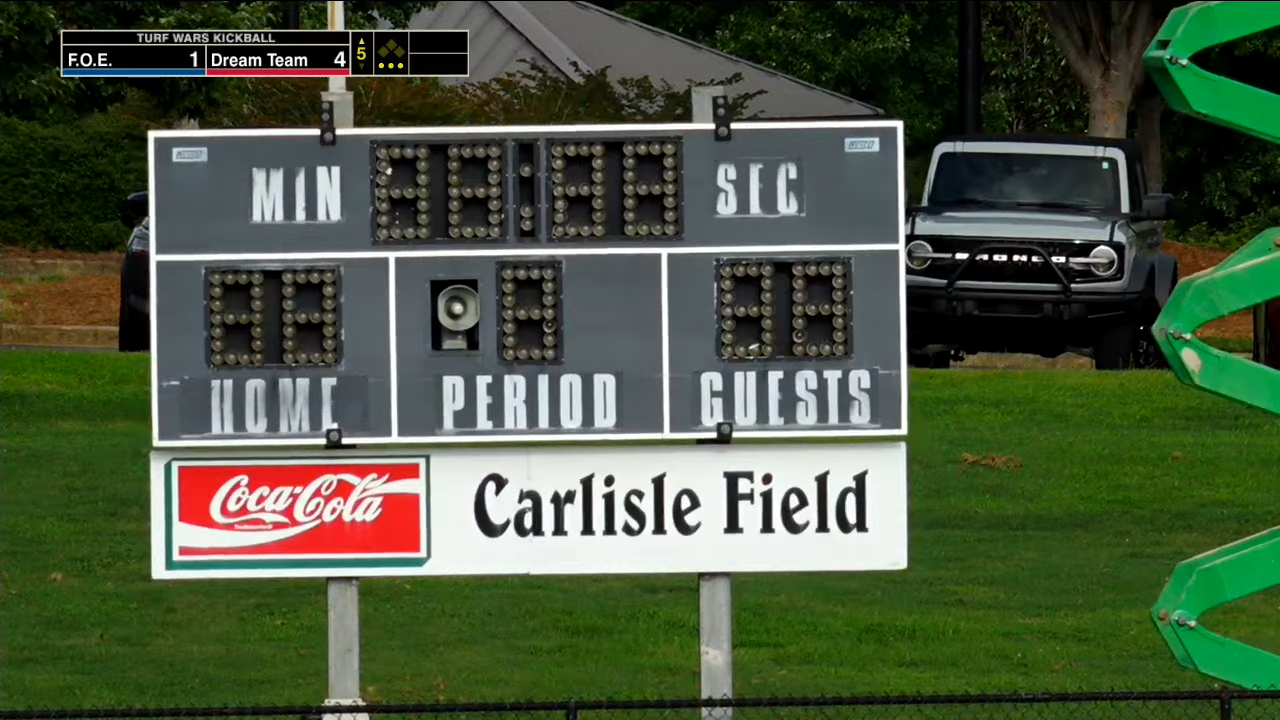 TURF WARS KICKBALL
F.O.E. 1 Dream Team 4 5
MIN SEC
BRONCO
HOME PERIOD GUESTS
Coca-Cola Carlisle Field